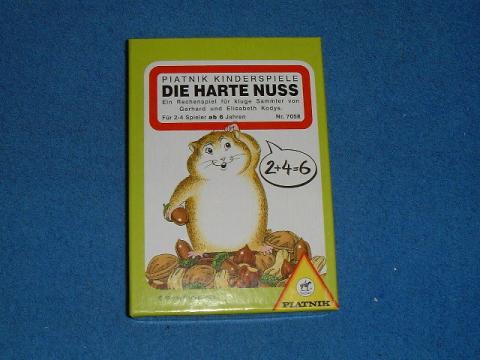 PIATNIK KINDERSPIELE
DIE HARTE NUSS
Ein Rechenspiel für kluge Sammler von
Gerhard und Elisabeth Kodys.
Für 2-4 Spieler ab 6 Jahren Nr. 7058
2+4=6
PIATNIK